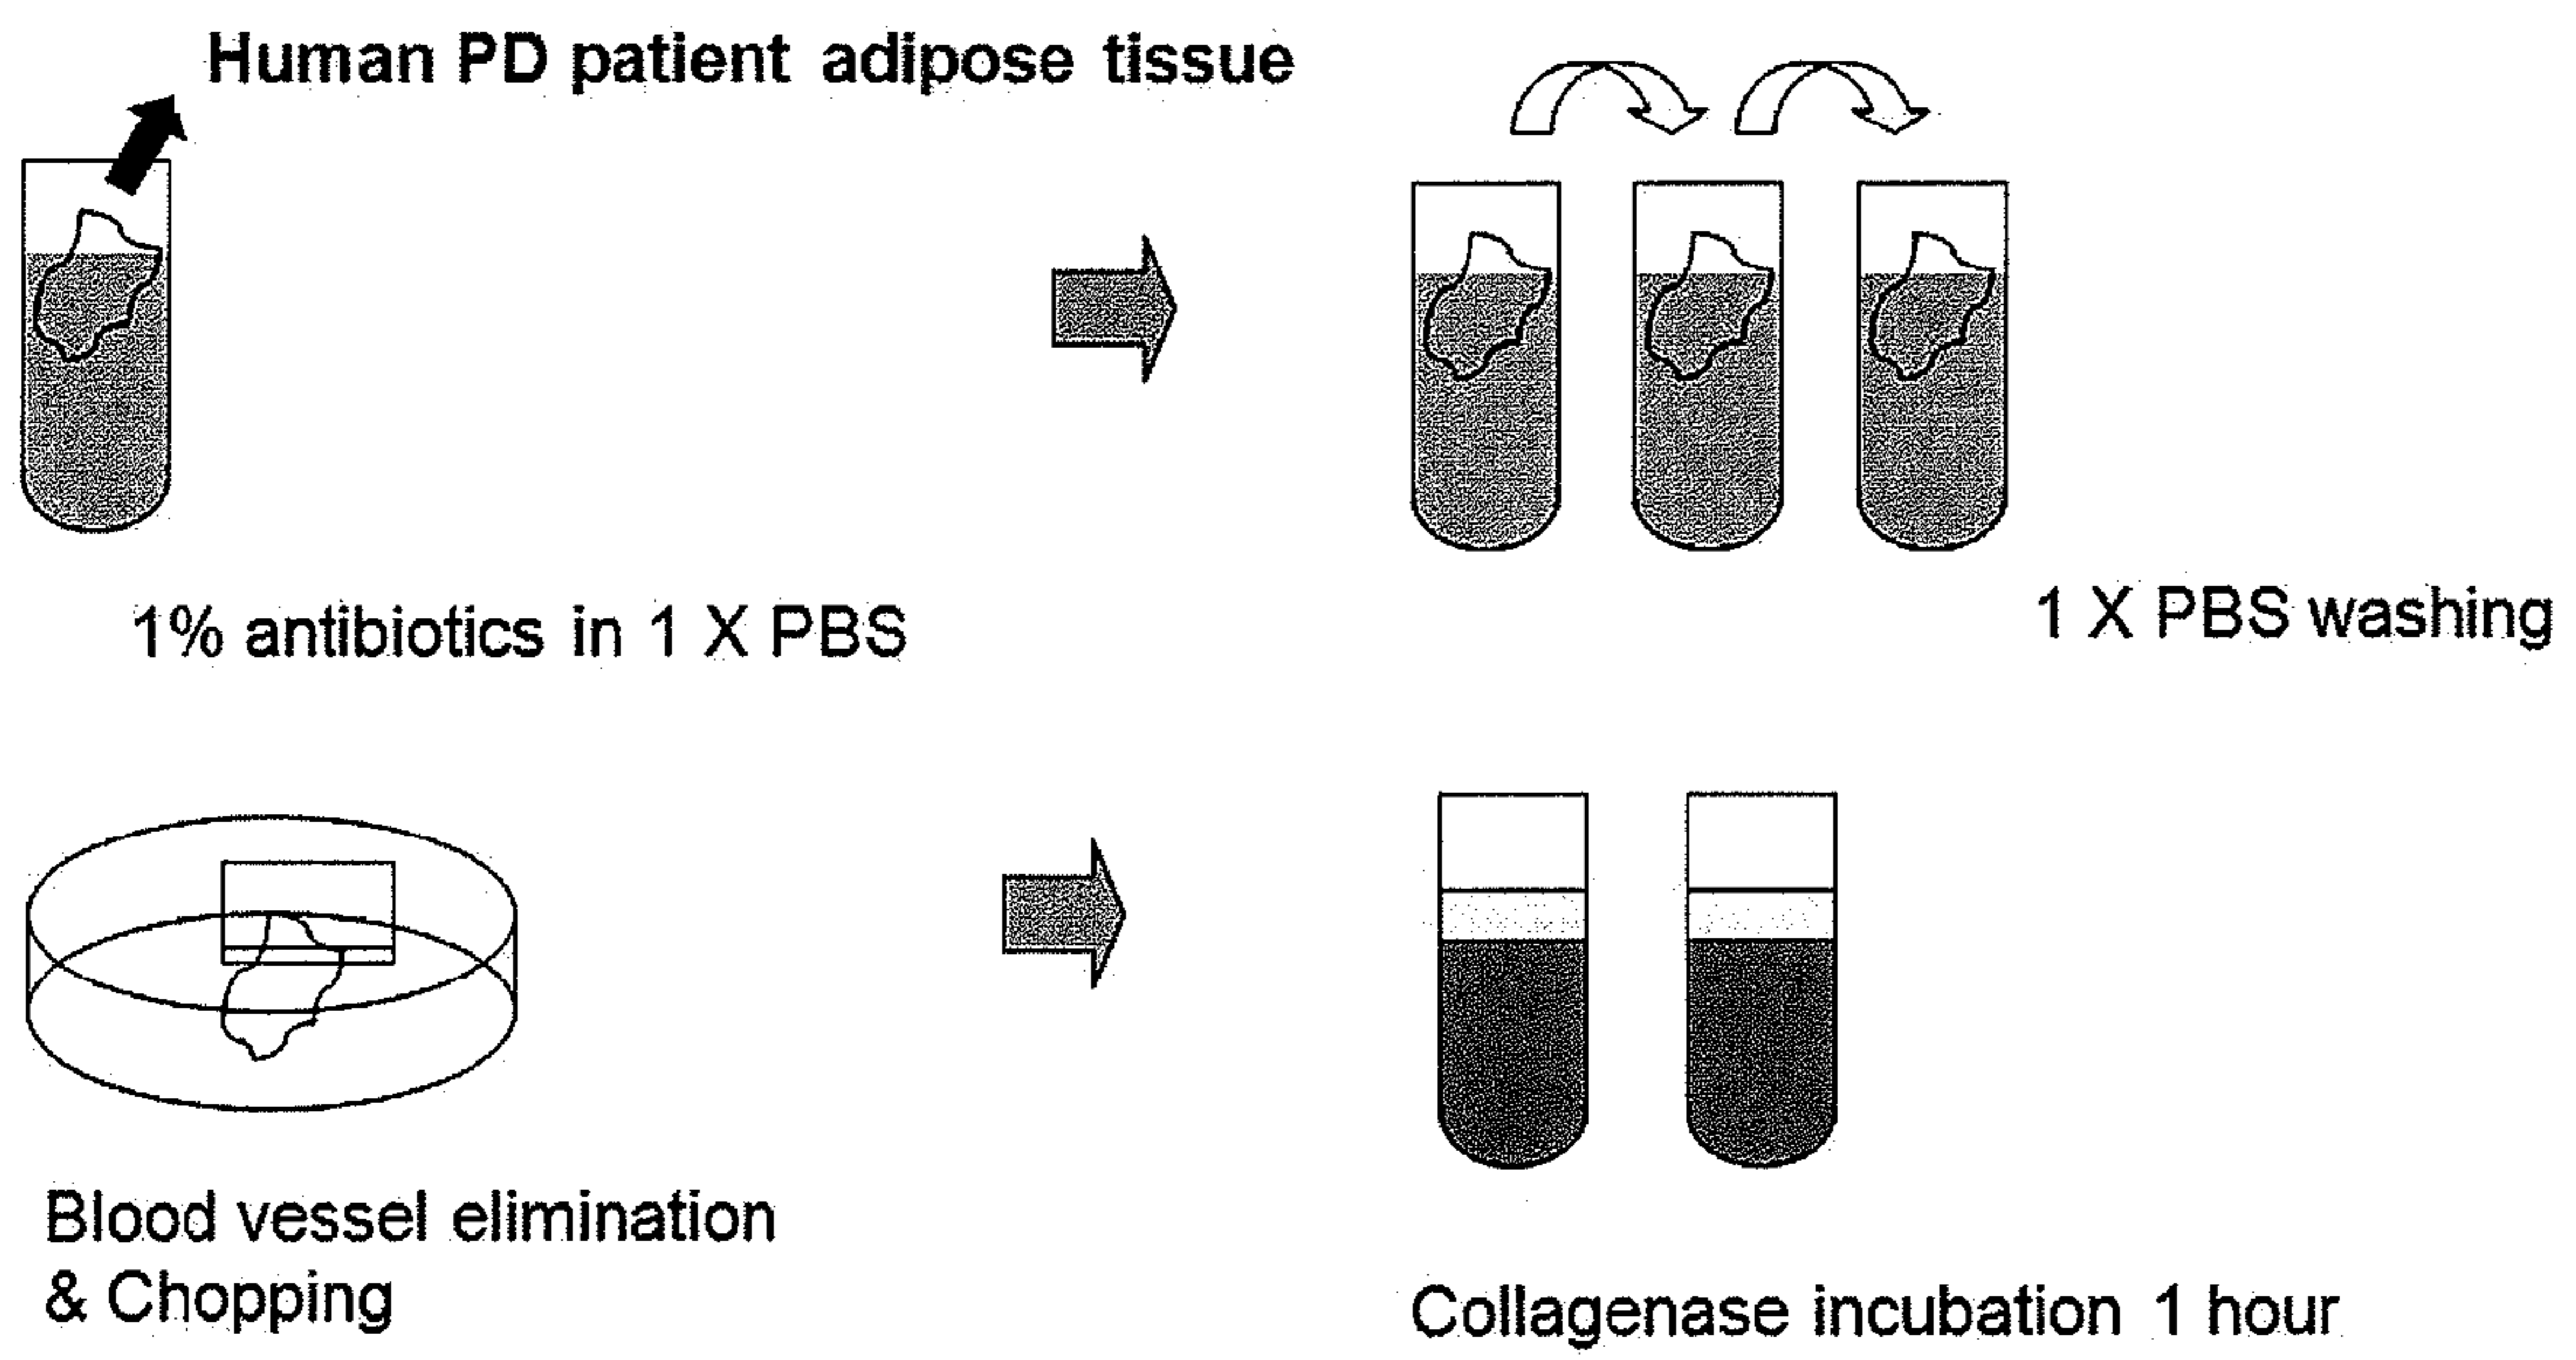 Human PD patient adipose tissue
1% antibiotics in 1 X PBS
1 X PBS washing
Blood vessel elimination
& Chopping
Collagenase incubation 1 hour